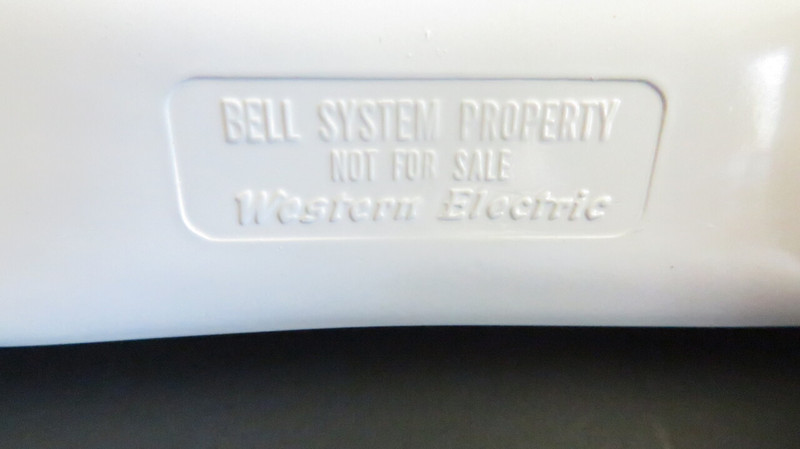 BELL SYSTEM PROPERTY
NOT FOR SALE
Western Electric